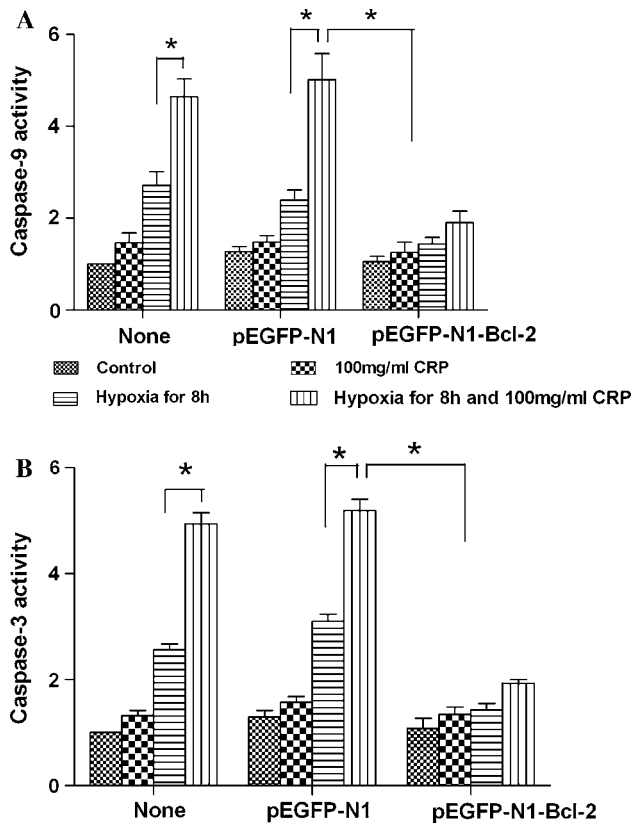 A
Caspase-9 activity
6
4
2
0
*
*
*
None
pEGFP-N1
pEGFP-N1-Bcl-2
Control
100mg/ml CRP
Hypoxia for 8h
Hypoxia for 8h and 100mg/ml CRP
B
Caspase-3 activity
6
4
2
0
*
*
*
None
pEGFP-N1
pEGFP-N1-Bcl-2